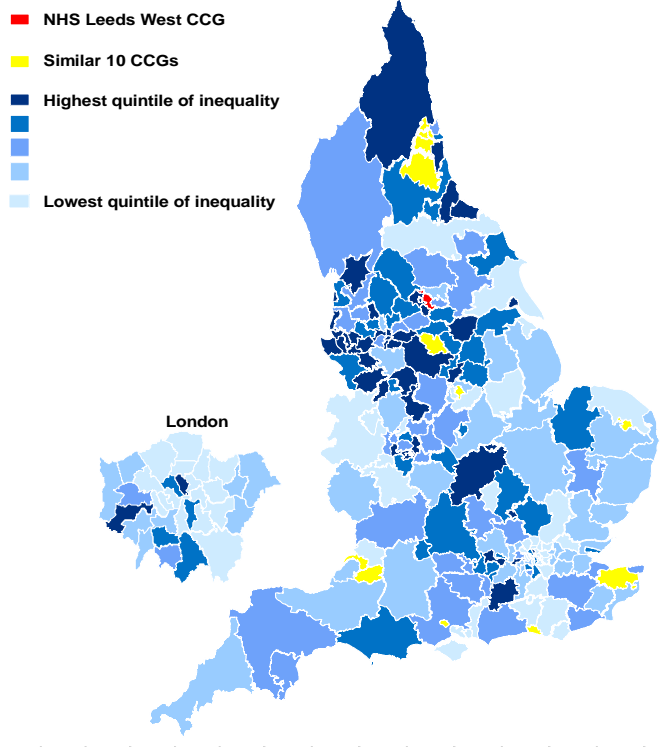 NHS Leeds West CCG
Similar 10 CCGs
Highest quintile of inequality
Lowest quintile of inequality
London